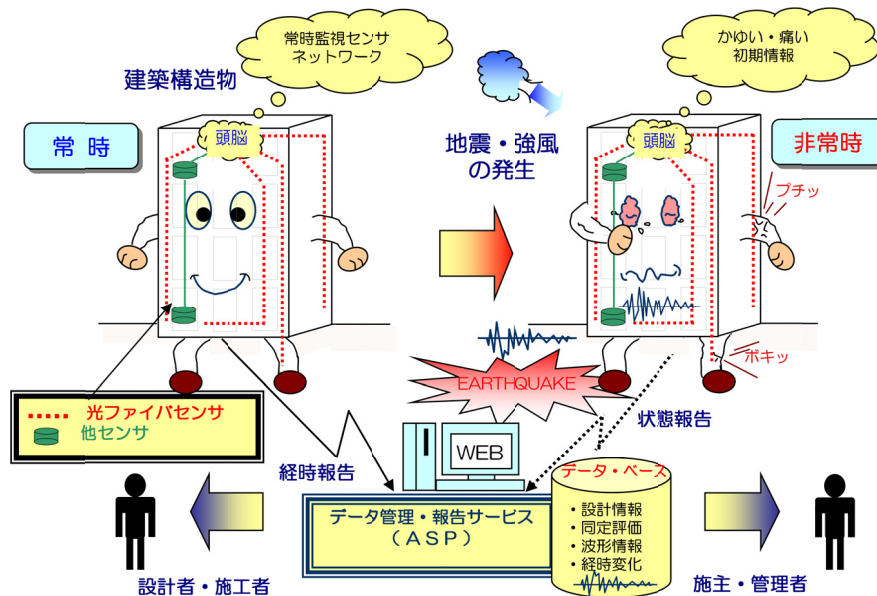 常時監視センサ
ネットワーク
かゆい・痛い
初期情報
建築構造物
常 時
頭脳
地震・強風
の発生
頭脳
非常時
プチッ
ボキッ
EARTHQUAKE
光ファイバセンサ
他センサ
経時報告
状態報告
WEB
データ・ベース
・設計情報
・同定評価
・波形情報
・経時変化
データ管理・報告サービス
(ASP)
設計者・施工者
施主・管理者